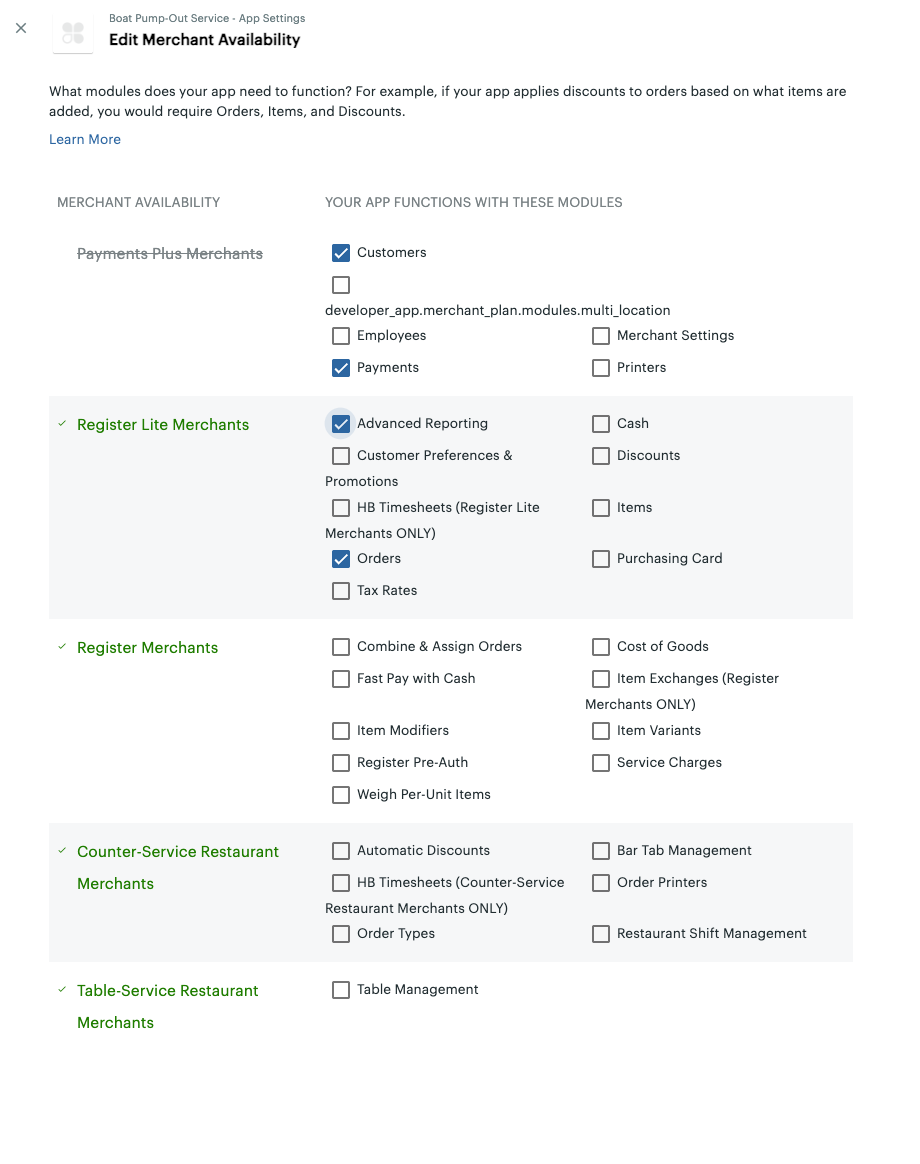 Boat Pump-Out Service - App Settings
Edit Merchant Availability
What modules does your app need to function? For example, if your app applies discounts to orders based on what items are
added, you would require Orders, Items, and Discounts.
Learn More
MERCHANT AVAILABILITY
YOUR APP FUNCTIONS WITH THESE MODULES
Payments Plus Merchants
Customers
developer_app.merchant_plan.modules.multi_location
Employees
Merchant Settings
Payments
Printers
Register Lite Merchants
Advanced Reporting
Cash
Customer Preferences &
Promotions
Discounts
HB Timesheets (Register Lite
Merchants ONLY)
Items
Orders
Purchasing Card
Tax Rates
Register Merchants
Combine & Assign Orders
Cost of Goods
Fast Pay with Cash
Item Exchanges (Register
Merchants ONLY)
Item Modifiers
Item Variants
Register Pre-Auth
Service Charges
Weigh Per-Unit Items
Counter-Service Restaurant
Merchants
Automatic Discounts
Bar Tab Management
HB Timesheets (Counter-Service
Restaurant Merchants ONLY)
Order Printers
Order Types
Restaurant Shift Management
Table-Service Restaurant
Merchants
Table Management